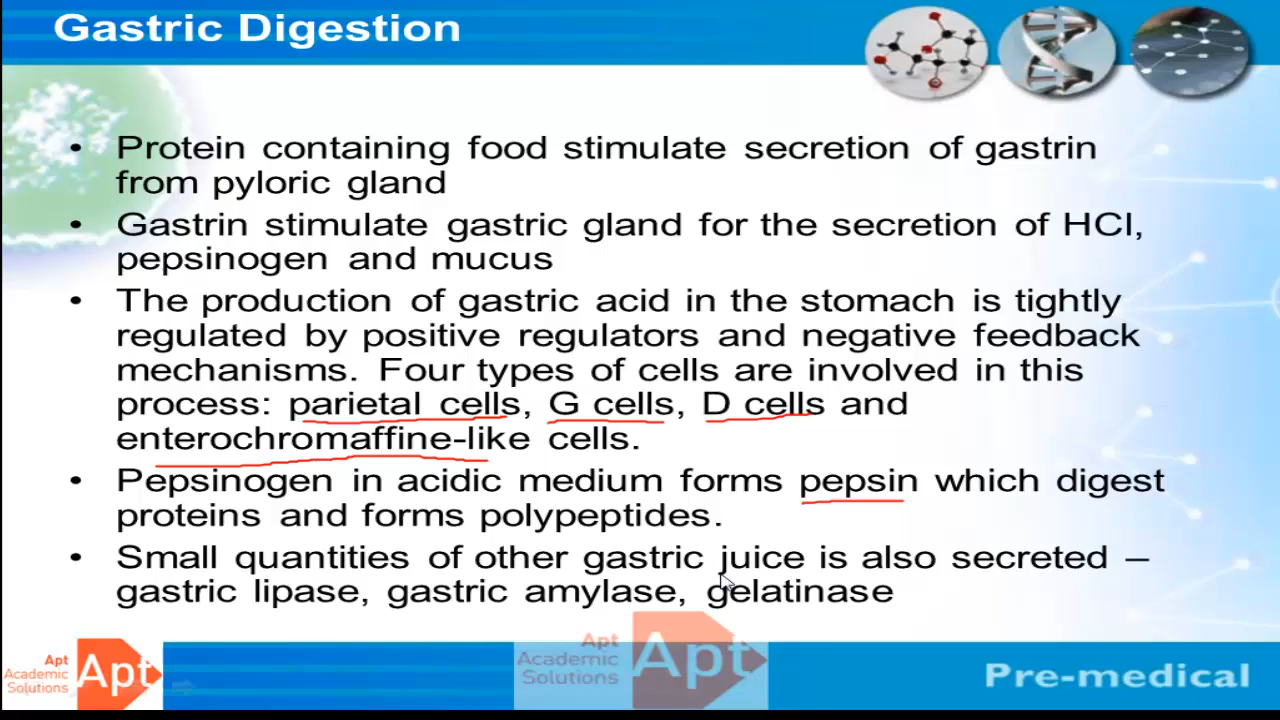 Gastric Digestion
• Protein containing food stimulate secretion of gastrin
from pyloric gland
• Gastrin stimulate gastric gland for the secretion of HCl,
pepsinogen and mucus
• The production of gastric acid in the stomach is tightly
regulated by positive regulators and negative feedback
mechanisms. Four types of cells are involved in this
process: parietal cells, G cells, D cells and
enterochromaffine-like cells.
• Pepsinogen in acidic medium forms pepsin which digest
proteins and forms polypeptides.
• Small quantities of other gastric juice is also secreted –
gastric lipase, gastric amylase, gelatinase
Apt
Academic
Solutions
Apt
Apt
Academic
Solutions
Apt
Pre-medical